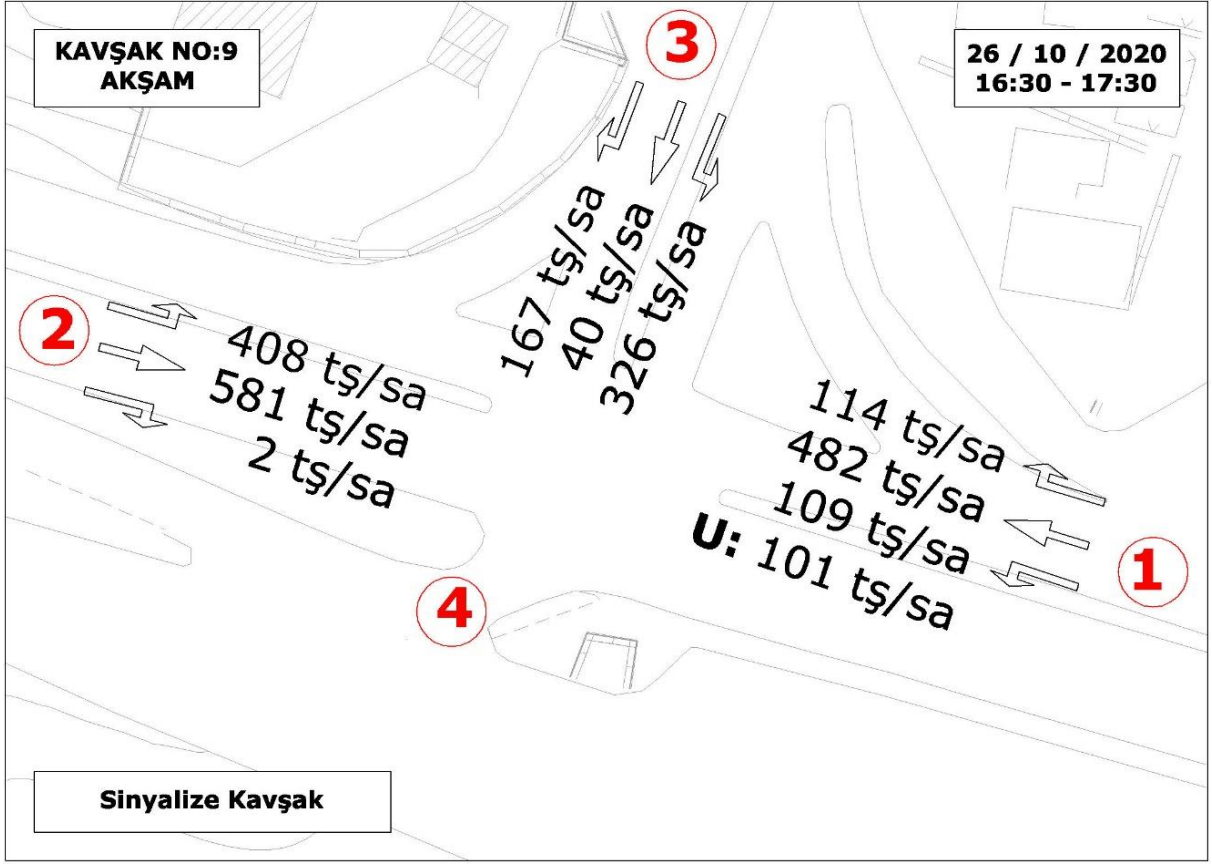 KAVŞAK NO:9
AKŞAM
3
26 / 10 / 2020
16:30 - 17:30
167 tş/sa
40 tş/sa
326 tş/sa
2
408 tş/sa
581 tş/sa
2 tş/sa
114 tş/sa
482 tş/sa
109 tş/sa
U: 101 tş/sa
1
4
Sinyalize Kavşak